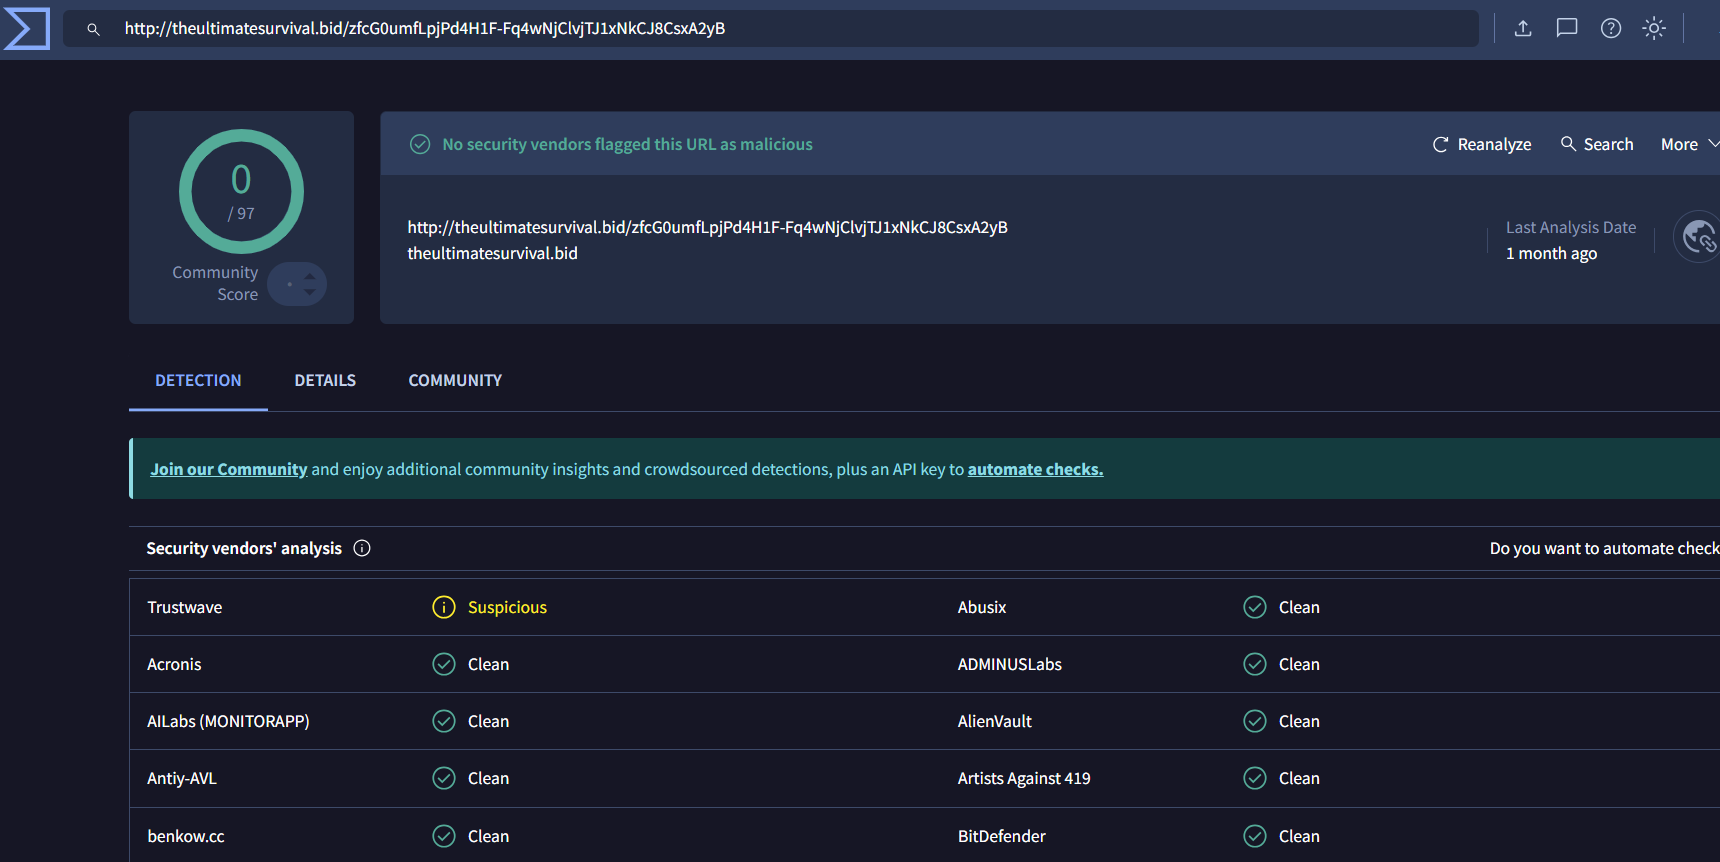 http://theultimatesurvival.bid/zfcG0umfLpjPd4H1F-Fq4wNjClvjTJ1xNkCJ8CsxA2yB
0
/ 97
Community
Score
No security vendors flagged this URL as malicious
Reanalyze
Search
More
http://theultimatesurvival.bid/zfcG0umfLpjPd4H1F-Fq4wNjClvjTJ1xNkCJ8CsxA2yB
theultimatesurvival.bid
Last Analysis Date
1 month ago
DETECTION
DETAILS
COMMUNITY
Join our Community and enjoy additional community insights and crowdsourced detections, plus an API key to automate checks.
Security vendors' analysis
Do you want to automate check
Trustwave Suspicious Abusix Clean
Acronis Clean ADMINUSLabs Clean
AILabs (MONITORAPP) Clean AlienVault Clean
Antiy-AVL Clean Artists Against 419 Clean
benkow.cc Clean BitDefender Clean